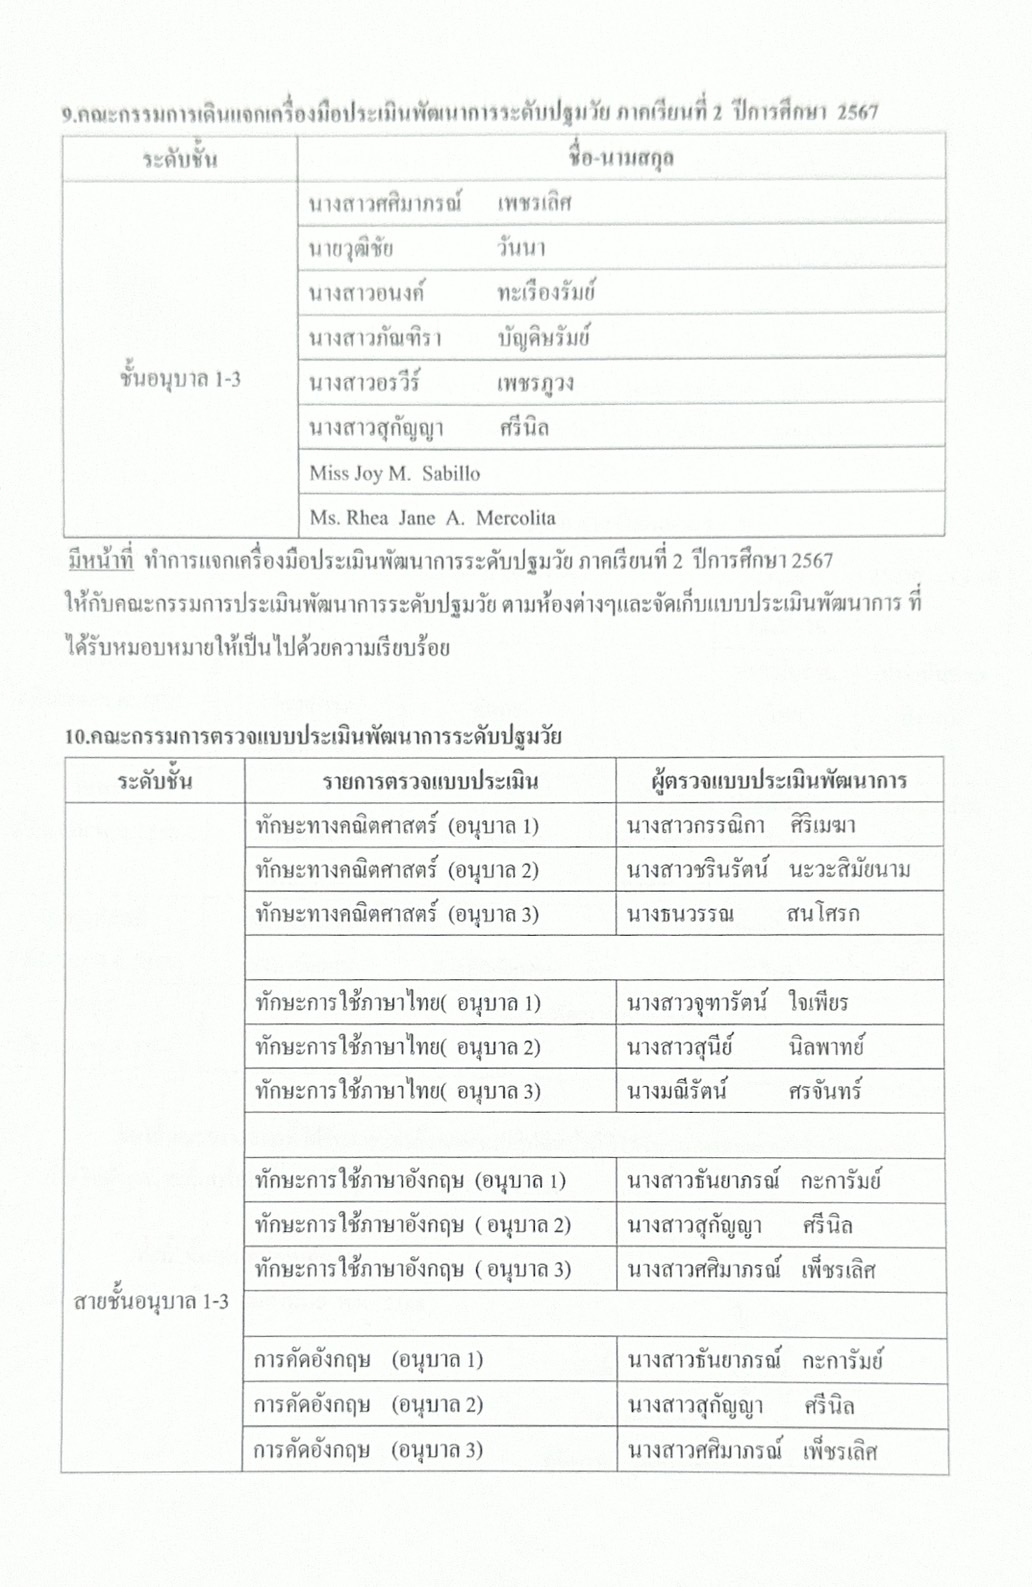 9.คณะกรรมการเดินแจกเครื่องมือประเมินพัฒนาการระดับปฐมวัย ภาคเรียนที่ 2 ปีการศึกษา 2567
ระดับชั้น ชื่อ-นามสกุล
นางสาวศศิมาภรณ์ เพชรเลิศ
นายวุฒิชัย วันนา
นางสาวอนงค์ ทะเรืองรัมย์
นางสาวภัณฑิรา บัญดิษรัมย์
ชั้นอนุบาล 1-3
นางสาวอรวีร์ เพชรภูวง
นางสาวสุกัญญา ศรีนิล
Miss Joy M. Sabillo
Ms. Rhea Jane A. Mercolita
มีหน้าที่ ทำการแจกเครื่องมือประเมินพัฒนาการระดับปฐมวัย ภาคเรียนที่ 2 ปีการศึกษา 2567
ให้กับคณะกรรมการประเมินพัฒนาการระดับปฐมวัย ตามห้องต่างๆและจัดเก็บแบบประเมินพัฒนาการ ที่
ได้รับหมอบหมายให้เป็นไปด้วยความเรียบร้อย
10.คณะกรรมการตรวจแบบประเมินพัฒนาการระดับปฐมวัย
ระดับชั้น รายการตรวจแบบประเมิน ผู้ตรวจแบบประเมินพัฒนาการ
ทักษะทางคณิตศาสตร์ (อนุบาล 1) นางสาวกรรณิกา ศิริเมฆา
ทักษะทางคณิตศาสตร์ (อนุบาล 2) นางสาวชรินรัตน์ นะวะสิมัยนาม
ทักษะทางคณิตศาสตร์ (อนุบาล 3) นางธนวรรณ สนโศรก
ทักษะการใช้ภาษาไทย( อนุบาล 1) นางสาวจุฑารัตน์ ใจเพียร
ทักษะการใช้ภาษาไทย( อนุบาล 2) นางสาวสุนีย์ นิลพาทย์
ทักษะการใช้ภาษาไทย( อนุบาล 3) นางมณีรัตน์ ศรจันทร์
ทักษะการใช้ภาษาอังกฤษ (อนุบาล 1) นางสาวธันยาภรณ์ กะการัมย์
ทักษะการใช้ภาษาอังกฤษ ( อนุบาล 2) นางสาวสุกัญญา ศรีนิล
ทักษะการใช้ภาษาอังกฤษ ( อนุบาล 3) นางสาวศศิมาภรณ์ เพ็ชรเลิศ
สายชั้นอนุบาล 1-3
การคัดอังกฤษ (อนุบาล 1) นางสาวธันยาภรณ์ กะการัมย์
การคัดอังกฤษ (อนุบาล 2) นางสาวสุกัญญา ศรีนิล
การคัดอังกฤษ (อนุบาล 3) นางสาวศศิมาภรณ์ เพ็ชรเลิศ